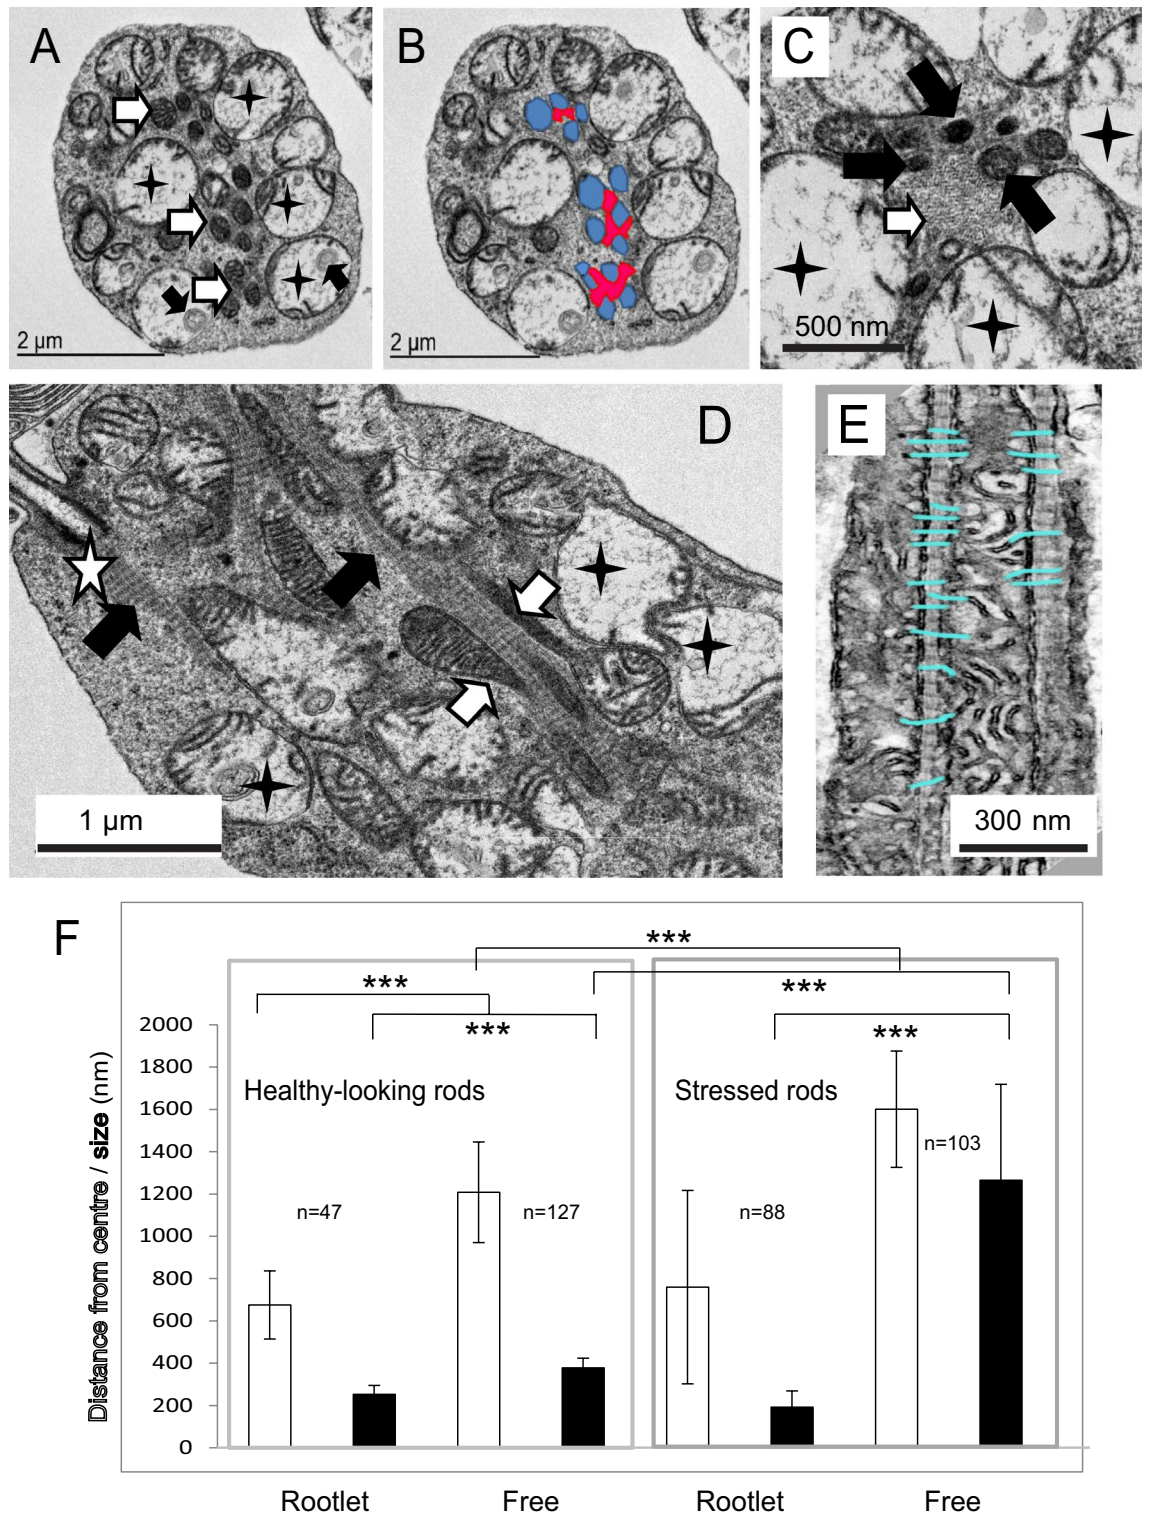 A
B
C
2 µm
2 µm
500 nm
D
E
1 µm
300 nm
F
***
***
***
***
***
2000
1800
1600
1400
1200
1000
800
600
400
200
0
Distance from centre / size (nm)
Healthy-looking rods
Stressed rods
n=103
n=47
n=127
n=88
Rootlet
Free
Rootlet
Free